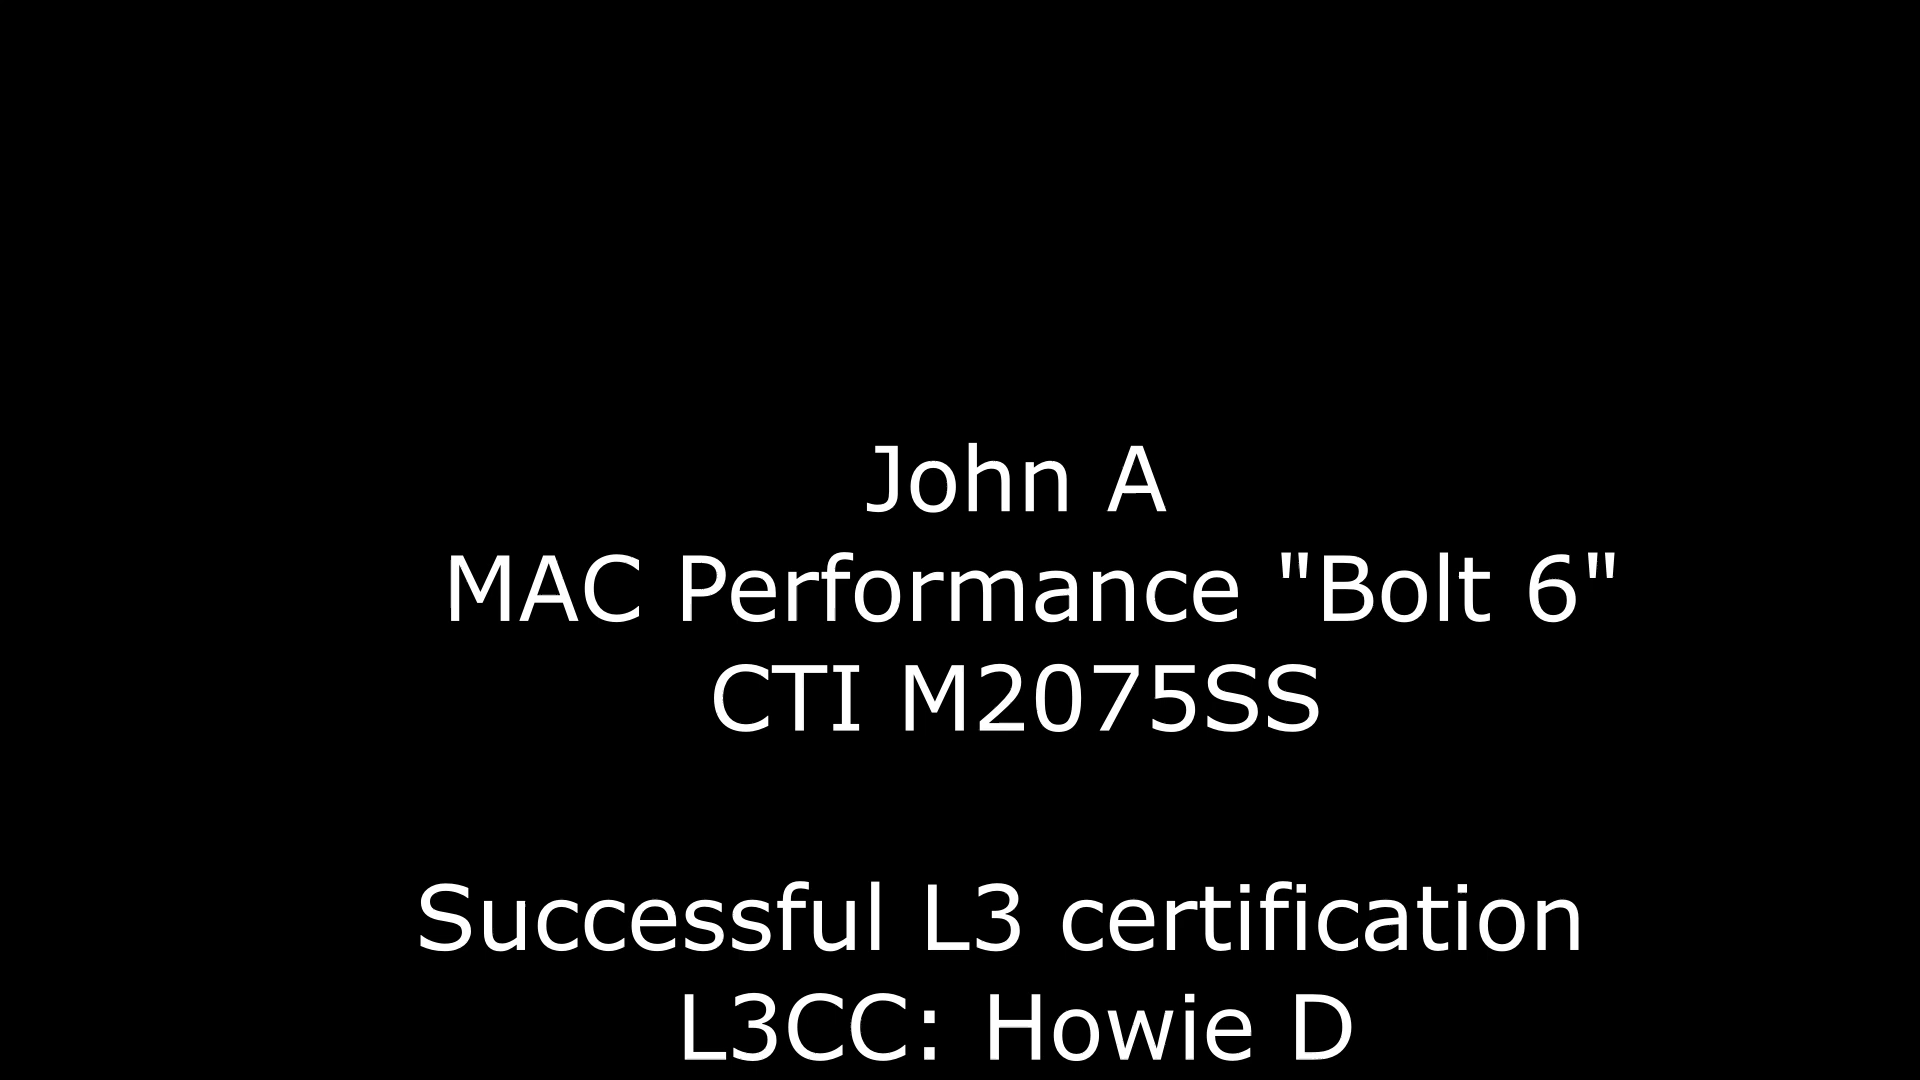 John A
MAC Performance "Bolt 6"
CTI M2075SS
Successful L3 certification
L3CC: Howie D